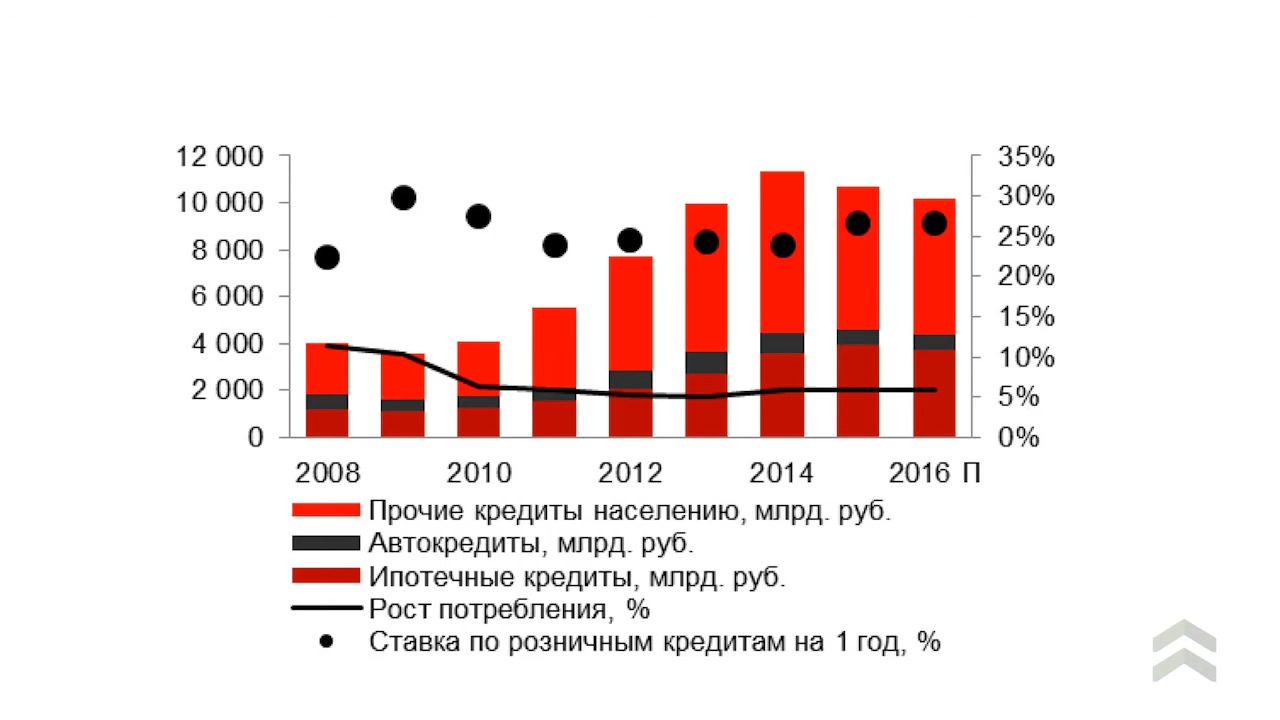 12 000 35%
10 000 30%
8 000 25%
6 000 20%
4 000 15%
2 000 10%
0 5%
0%
2008 2010 2012 2014 2016 П
Прочие кредиты населению, млрд. руб.
Автокредиты, млрд. руб.
Ипотечные кредиты, млрд. руб.
Рост потребления, %
Ставка по розничным кредитам на 1 год, %